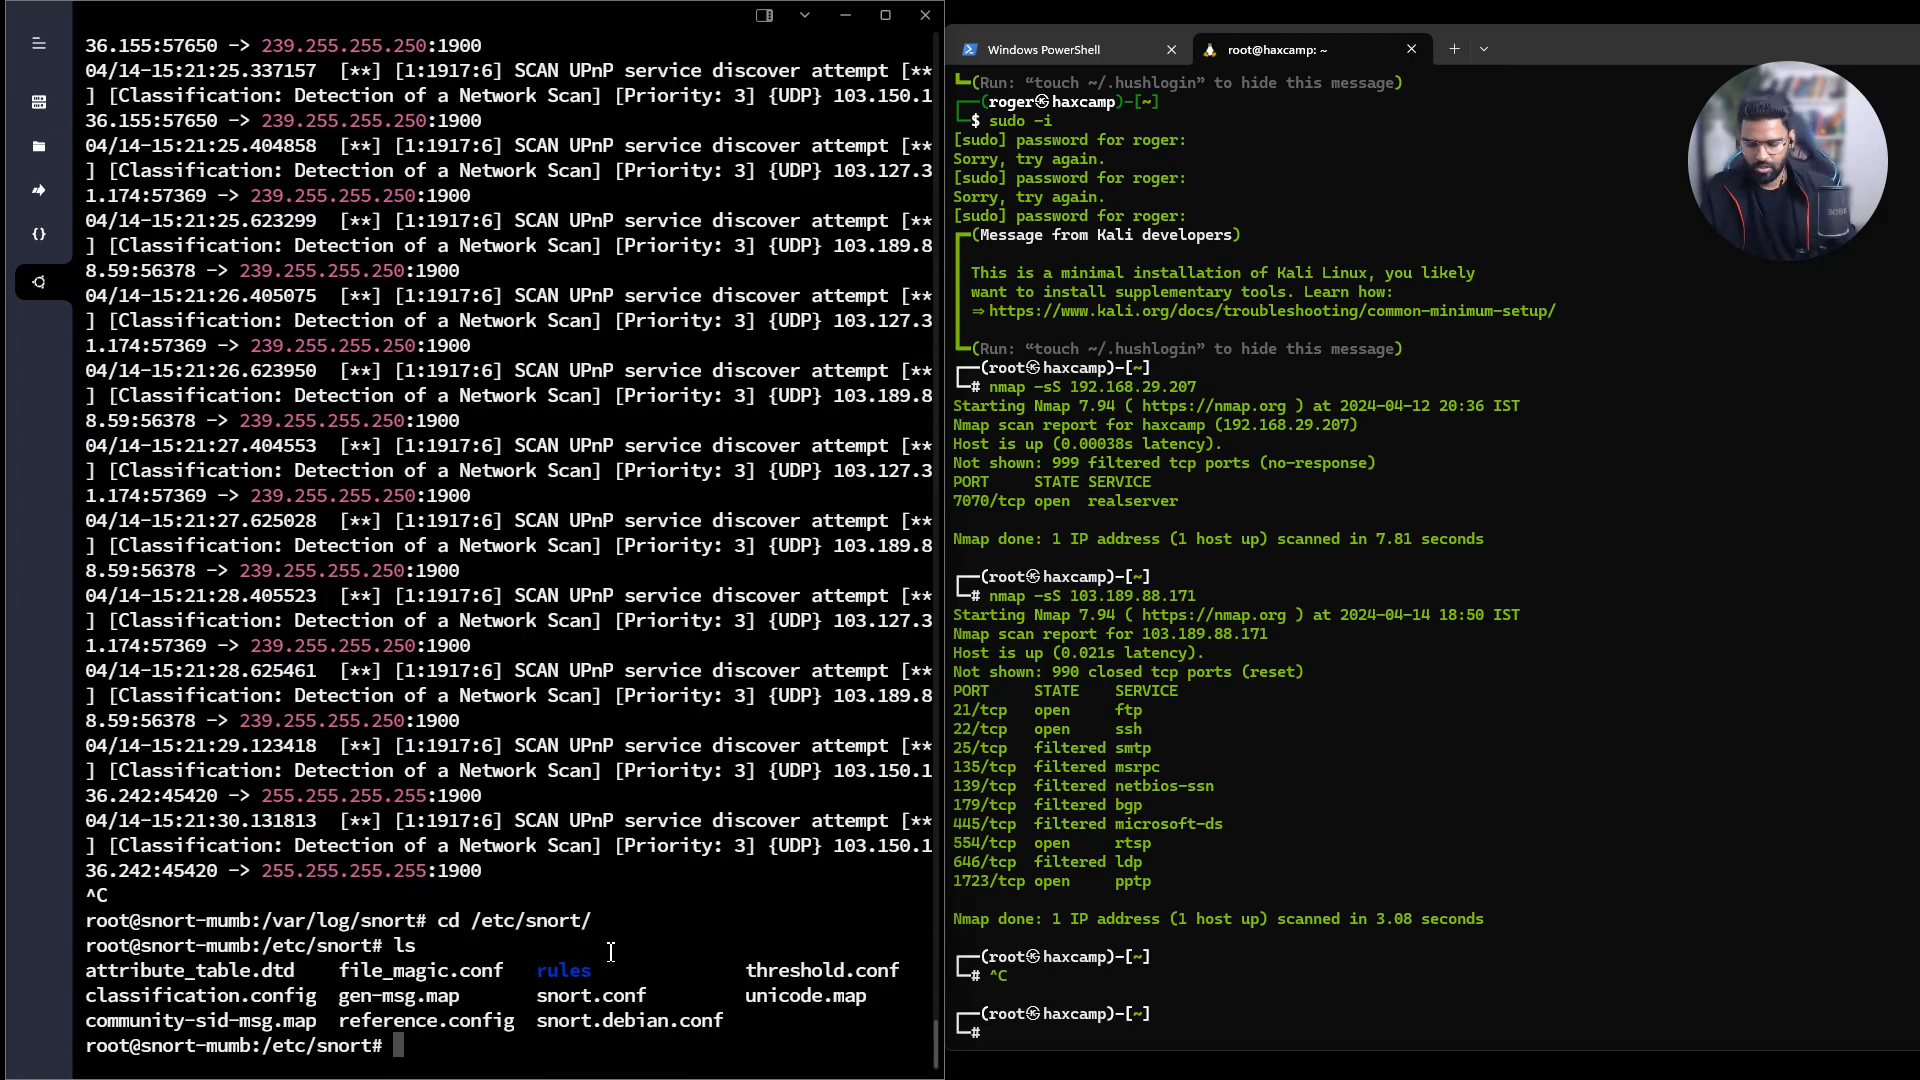 36.155:57650 -> 239.255.255.250:1900
04/14-15:21:25.337157  [**] [1:1917:6] SCAN UPnP service discover attempt [**
] [Classification: Detection of a Network Scan] [Priority: 3] {UDP} 103.150.1
36.155:57650 -> 239.255.255.250:1900
04/14-15:21:25.404858  [**] [1:1917:6] SCAN UPnP service discover attempt [**
] [Classification: Detection of a Network Scan] [Priority: 3] {UDP} 103.127.3
1.174:57369 -> 239.255.255.250:1900
04/14-15:21:25.623299  [**] [1:1917:6] SCAN UPnP service discover attempt [**
] [Classification: Detection of a Network Scan] [Priority: 3] {UDP} 103.189.8
8.59:56378 -> 239.255.255.250:1900
04/14-15:21:26.405075  [**] [1:1917:6] SCAN UPnP service discover attempt [**
] [Classification: Detection of a Network Scan] [Priority: 3] {UDP} 103.127.3
1.174:57369 -> 239.255.255.250:1900
04/14-15:21:26.623950  [**] [1:1917:6] SCAN UPnP service discover attempt [**
] [Classification: Detection of a Network Scan] [Priority: 3] {UDP} 103.189.8
8.59:56378 -> 239.255.255.250:1900
04/14-15:21:27.404553  [**] [1:1917:6] SCAN UPnP service discover attempt [**
] [Classification: Detection of a Network Scan] [Priority: 3] {UDP} 103.127.3
1.174:57369 -> 239.255.255.250:1900
04/14-15:21:27.625028  [**] [1:1917:6] SCAN UPnP service discover attempt [**
] [Classification: Detection of a Network Scan] [Priority: 3] {UDP} 103.189.8
8.59:56378 -> 239.255.255.250:1900
04/14-15:21:28.405523  [**] [1:1917:6] SCAN UPnP service discover attempt [**
] [Classification: Detection of a Network Scan] [Priority: 3] {UDP} 103.127.3
1.174:57369 -> 239.255.255.250:1900
04/14-15:21:28.625461  [**] [1:1917:6] SCAN UPnP service discover attempt [**
] [Classification: Detection of a Network Scan] [Priority: 3] {UDP} 103.189.8
8.59:56378 -> 239.255.255.250:1900
04/14-15:21:29.123418  [**] [1:1917:6] SCAN UPnP service discover attempt [**
] [Classification: Detection of a Network Scan] [Priority: 3] {UDP} 103.150.1
36.242:45420 -> 255.255.255.255:1900
04/14-15:21:30.131813  [**] [1:1917:6] SCAN UPnP service discover attempt [**
] [Classification: Detection of a Network Scan] [Priority: 3] {UDP} 103.150.1
36.242:45420 -> 255.255.255.255:1900
^C
root@snort-mumb:/var/log/snort# cd /etc/snort/
root@snort-mumb:/etc/snort# ls
attribute_table.dtd    file_magic.conf   rules              threshold.conf
classification.config  gen-msg.map       snort.conf         unicode.map
community-sid-msg.map  reference.config  snort.debian.conf
root@snort-mumb:/etc/snort#
Windows PowerShell
root@haxcamp: ~
(Run: “touch ~/.hushlogin” to hide this message)
(roger㉿haxcamp)-[~]
$ sudo -i
[sudo] password for roger:
Sorry, try again.
[sudo] password for roger:
Sorry, try again.
[sudo] password for roger:
(Message from Kali developers)
This is a minimal installation of Kali Linux, you likely
want to install supplementary tools. Learn how:
⇒ https://www.kali.org/docs/troubleshooting/common-minimum-setup/
(Run: “touch ~/.hushlogin” to hide this message)
(root㉿haxcamp)-[~]
# nmap -sS 192.168.29.207
Starting Nmap 7.94 ( https://nmap.org ) at 2024-04-12 20:36 IST
Nmap scan report for haxcamp (192.168.29.207)
Host is up (0.00038s latency).
Not shown: 999 filtered tcp ports (no-response)
PORT     STATE SERVICE
7070/tcp open  realserver
Nmap done: 1 IP address (1 host up) scanned in 7.81 seconds
(root㉿haxcamp)-[~]
# nmap -sS 103.189.88.171
Starting Nmap 7.94 ( https://nmap.org ) at 2024-04-14 18:50 IST
Nmap scan report for 103.189.88.171
Host is up (0.021s latency).
Not shown: 990 closed tcp ports (reset)
PORT     STATE    SERVICE
21/tcp   open     ftp
22/tcp   open     ssh
25/tcp   filtered smtp
135/tcp  filtered msrpc
139/tcp  filtered netbios-ssn
179/tcp  filtered bgp
445/tcp  filtered microsoft-ds
554/tcp  open     rtsp
646/tcp  filtered ldp
1723/tcp open     pptp
Nmap done: 1 IP address (1 host up) scanned in 3.08 seconds
(root㉿haxcamp)-[~]
# ^C
(root㉿haxcamp)-[~]
#